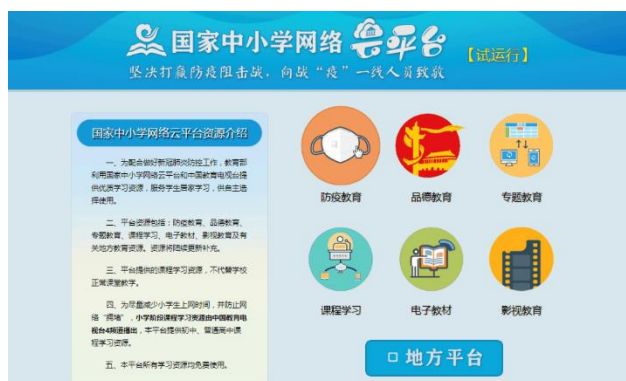 国家中小学网络云平台
【试运行】
坚决打赢防疫阻击战，向战“疫”一线人员致敬
国家中小学网络云平台资源介绍
一、为配合做好新冠肺炎防控工作，教育部
利用国家中小学网络云平台和中国教育电视台提
供优质学习资源，服务学生居家学习，供自主选
择使用。
二、平台资源包括：防疫教育、品德教育、
专题教育、课程学习、电子教材、影视教育及有
关地方教育资源。资源将陆续更新补充。
三、平台提供的课程学习资源，不代替学校
正常课堂教学。
四、为尽量减少小学生上网时间，并防止网
络“拥堵”，小学阶段课程学习资源由中国教育电
视台4频道播出，本平台提供初中、普通高中课
程学习资源。
五、本平台所有学习资源均免费使用。
防疫教育
品德教育
专题教育
课程学习
电子教材
影视教育
地方平台